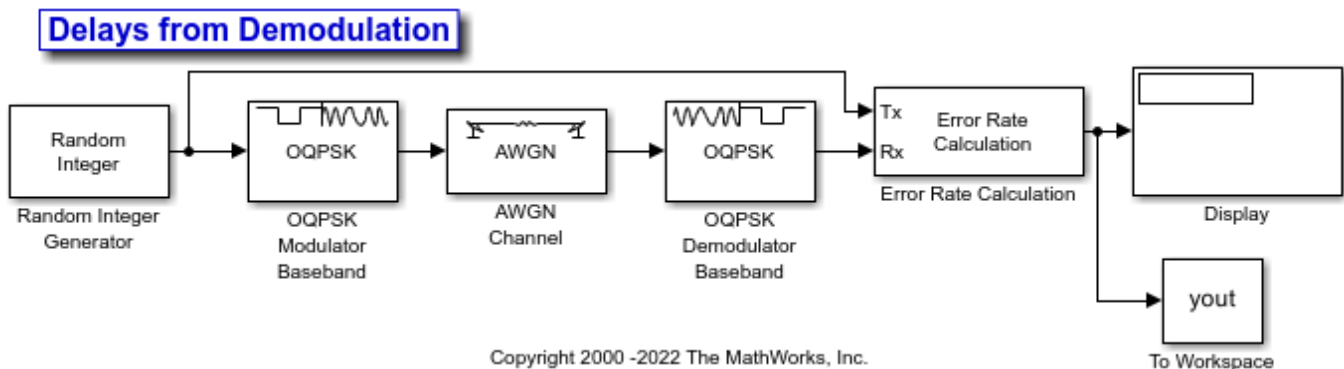 Delays from Demodulation
Random
Integer
Random Integer
Generator
OQPSK
OQPSK
Modulator
Baseband
AWGN
AWGN
Channel
OQPSK
OQPSK
Demodulator
Baseband
Tx
Rx
Error Rate
Calculation
Error Rate Calculation
Display
yout
To Workspace
Copyright 2000 -2022 The MathWorks, Inc.